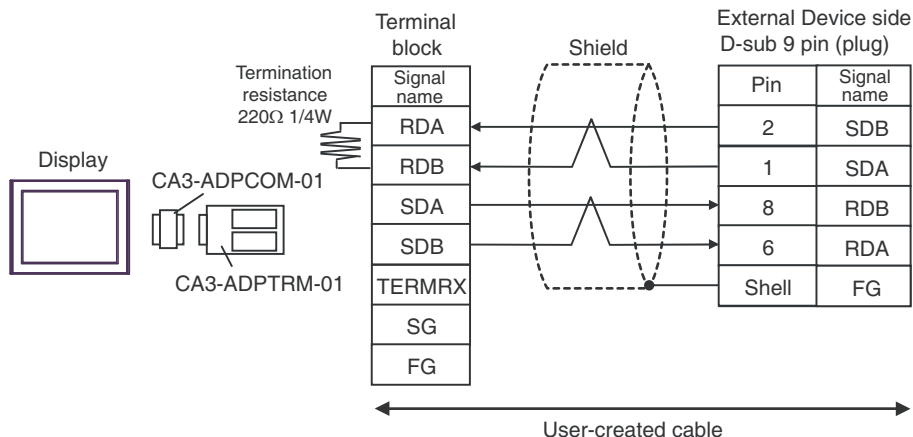 Terminal
block
External Device side
D-sub 9 pin (plug)
Shield
Termination
resistance
220Ω 1/4W
Signal
name
Pin
Signal
name
RDA
2
SDB
RDB
1
SDA
Display
CA3-ADPCOM-01
SDA
8
RDB
SDB
6
RDA
CA3-ADPTRM-01
TERMRX
Shell
FG
SG
FG
User-created cable